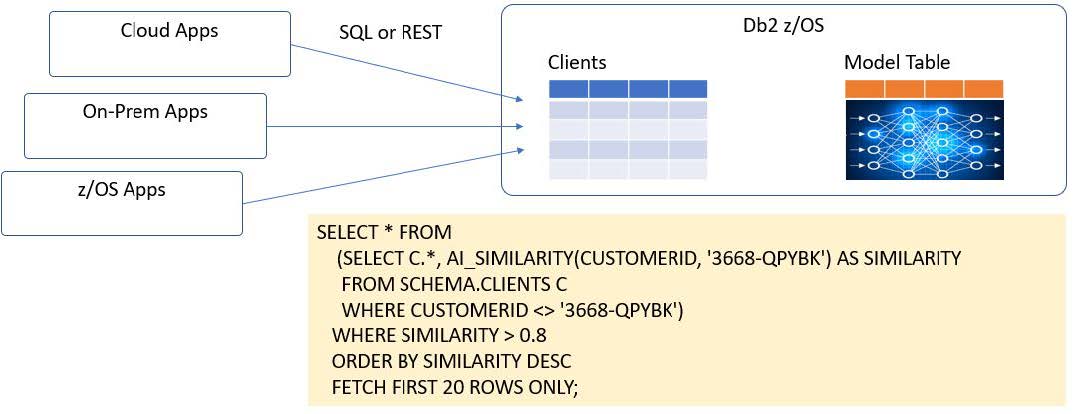 Cloud Apps
SQL or REST
Db2 z/OS
Clients
Model Table
On-Prem Apps
z/OS Apps
SELECT * FROM
(SELECT C.*, AI_SIMILARITY(CUSTOMERID, '3668-QPYBK') AS SIMILARITY
FROM SCHEMA.CLIENTS C
WHERE CUSTOMERID <> '3668-QPYBK')
WHERE SIMILARITY > 0.8
ORDER BY SIMILARITY DESC
FETCH FIRST 20 ROWS ONLY;